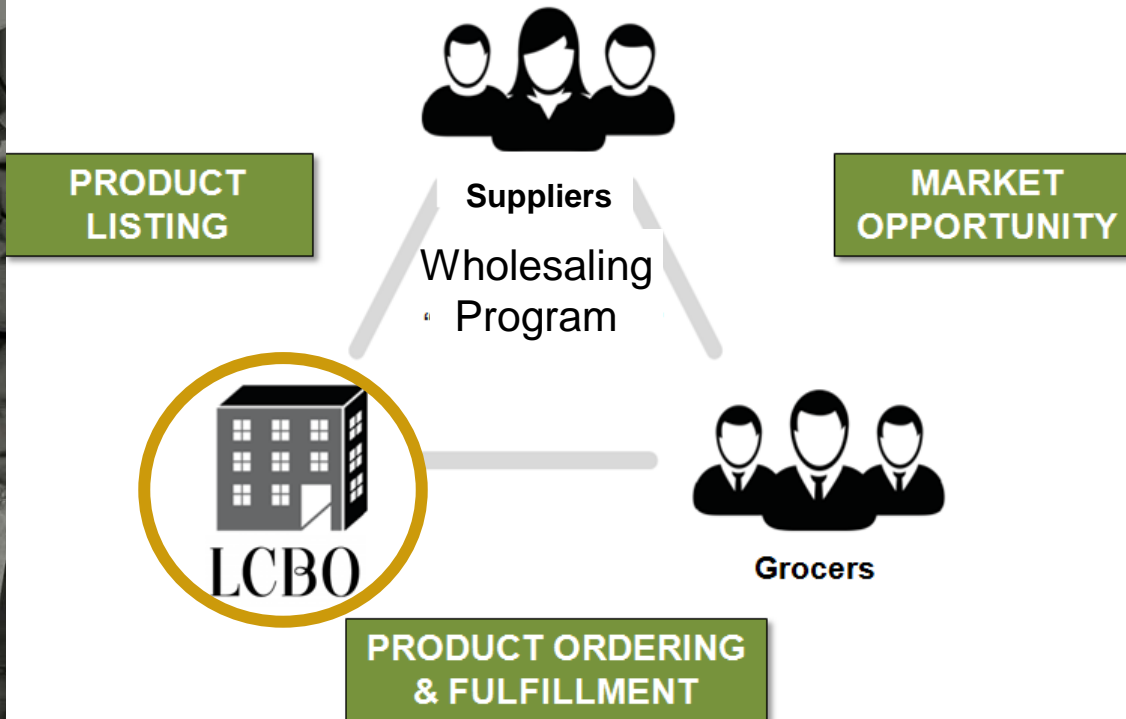 Suppliers
PRODUCT
LISTING
MARKET
OPPORTUNITY
Wholesaling
“ Program
LCBO
Grocers
PRODUCT ORDERING
& FULFILLMENT